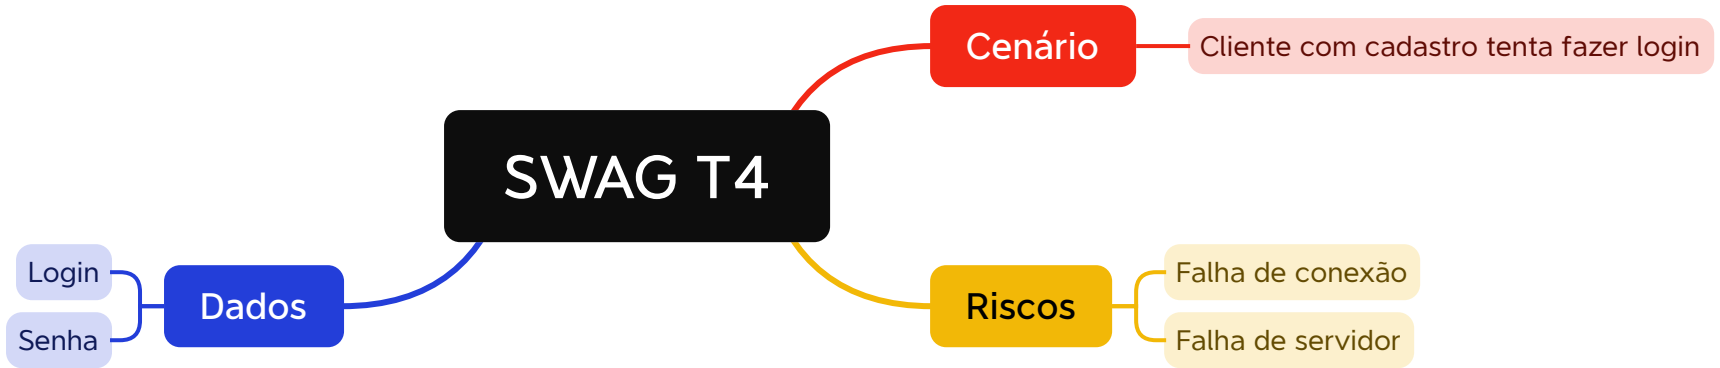 SWAG T4
Cenário
Cliente com cadastro tenta fazer login
Riscos
Falha de conexão
Falha de servidor
Dados
Login
Senha